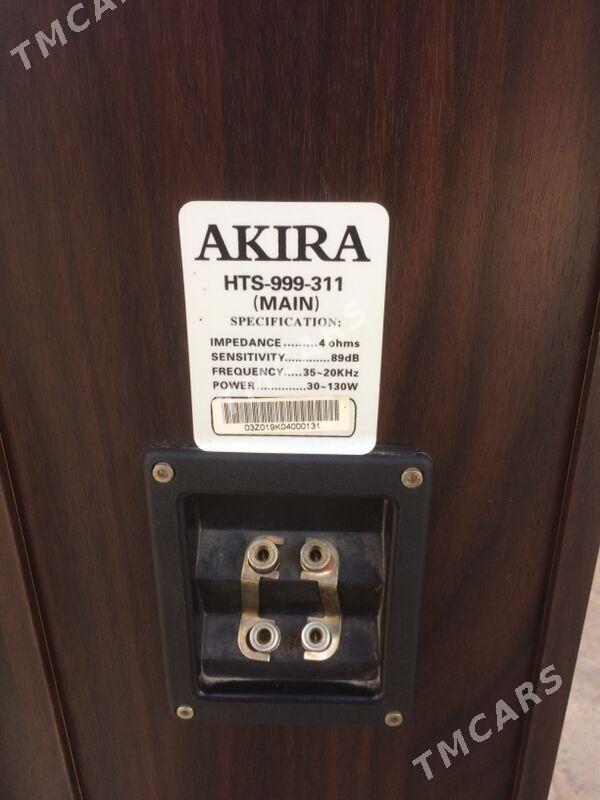 TMCARS
AKIRA
HTS-999-311
(MAIN)
SPECIFICATION:
IMPEDANCE.........4 ohms
SENSITIVITY.............89dB
FREQUENCY.....35~20KHz
POWER..............30~130W
03Z019K04000131
TMCARS
TMCARS